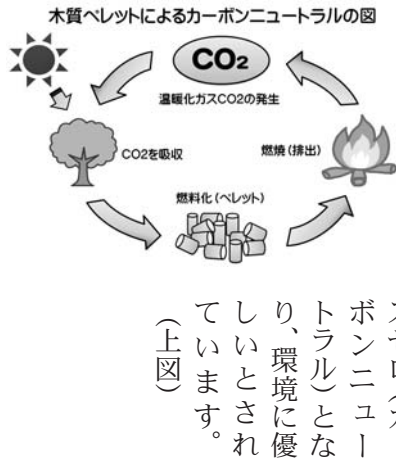 木質ペレットによるカーボンニュートラルの図
CO2
温暖化ガスCO2の発生
CO2を吸収
燃焼(排出)
燃料化(ペレット)
ボンニュー
トラル)とな
り、環境に優
しいとされ
ています。
(上図)